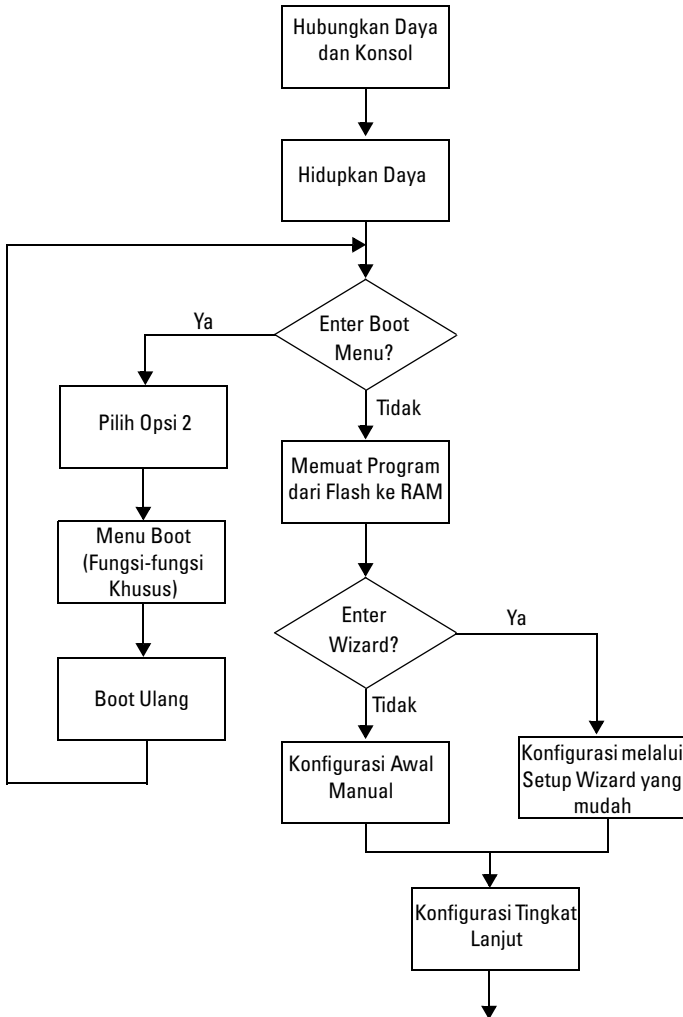 Hubungkan Daya
dan Konsol
Hidupkan Daya
Enter Boot
Menu?
Ya
Tidak
Pilih Opsi 2
Memuat Program
dari Flash ke RAM
Menu Boot
(Fungsi-fungsi
Khusus)
Enter
Wizard?
Ya
Tidak
Boot Ulang
Konfigurasi Awal
Manual
Konfigurasi melalui
Setup Wizard yang
mudah
Konfigurasi Tingkat
Lanjut